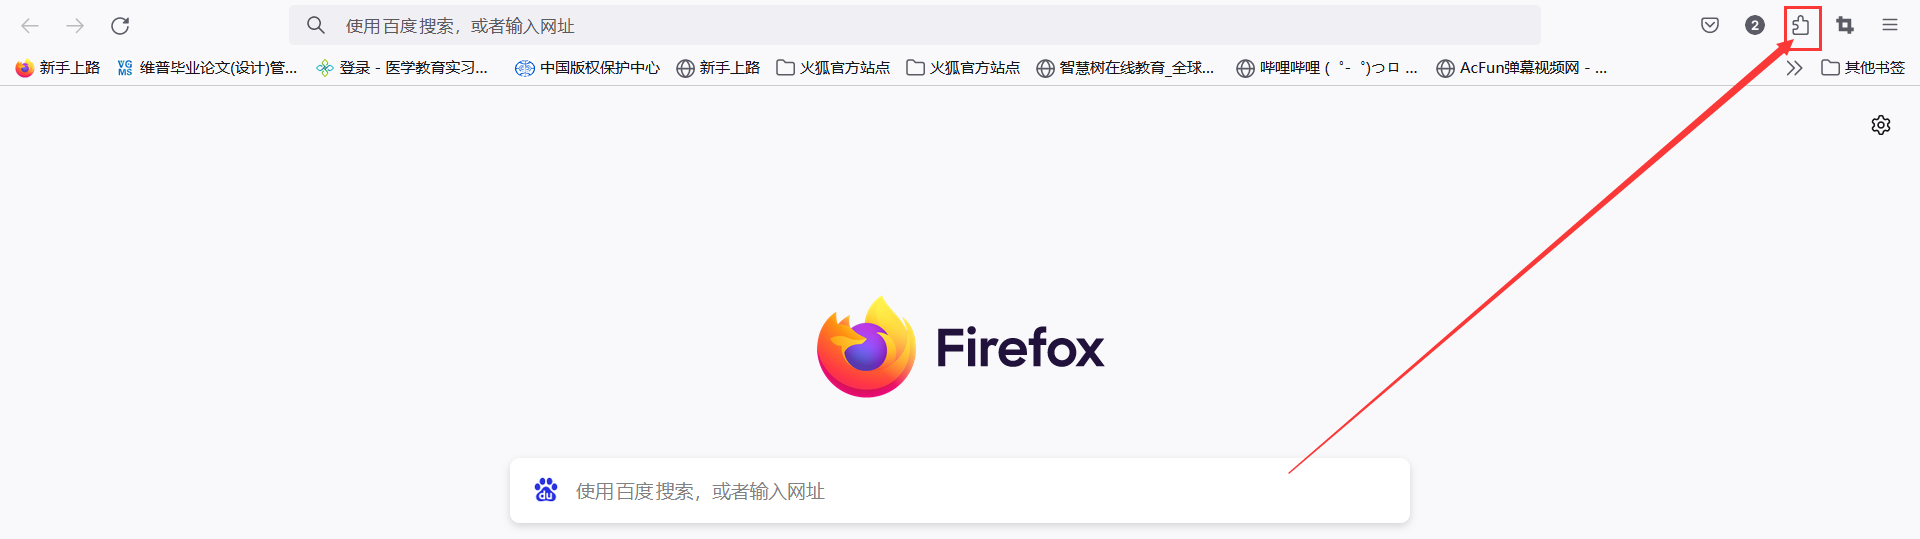 使用百度搜索，或者输入网址
2
新手上路
VG MS 维普毕业论文(设计)管...
登录 - 医学教育实习...
中国版权保护中心
新手上路
火狐官方站点
火狐官方站点
智慧树在线教育_全球...
哔哩哔哩 ( ゜- ゜)つロ ...
AcFun弹幕视频网 - ...
其他书签
Firefox
du
使用百度搜索，或者输入网址